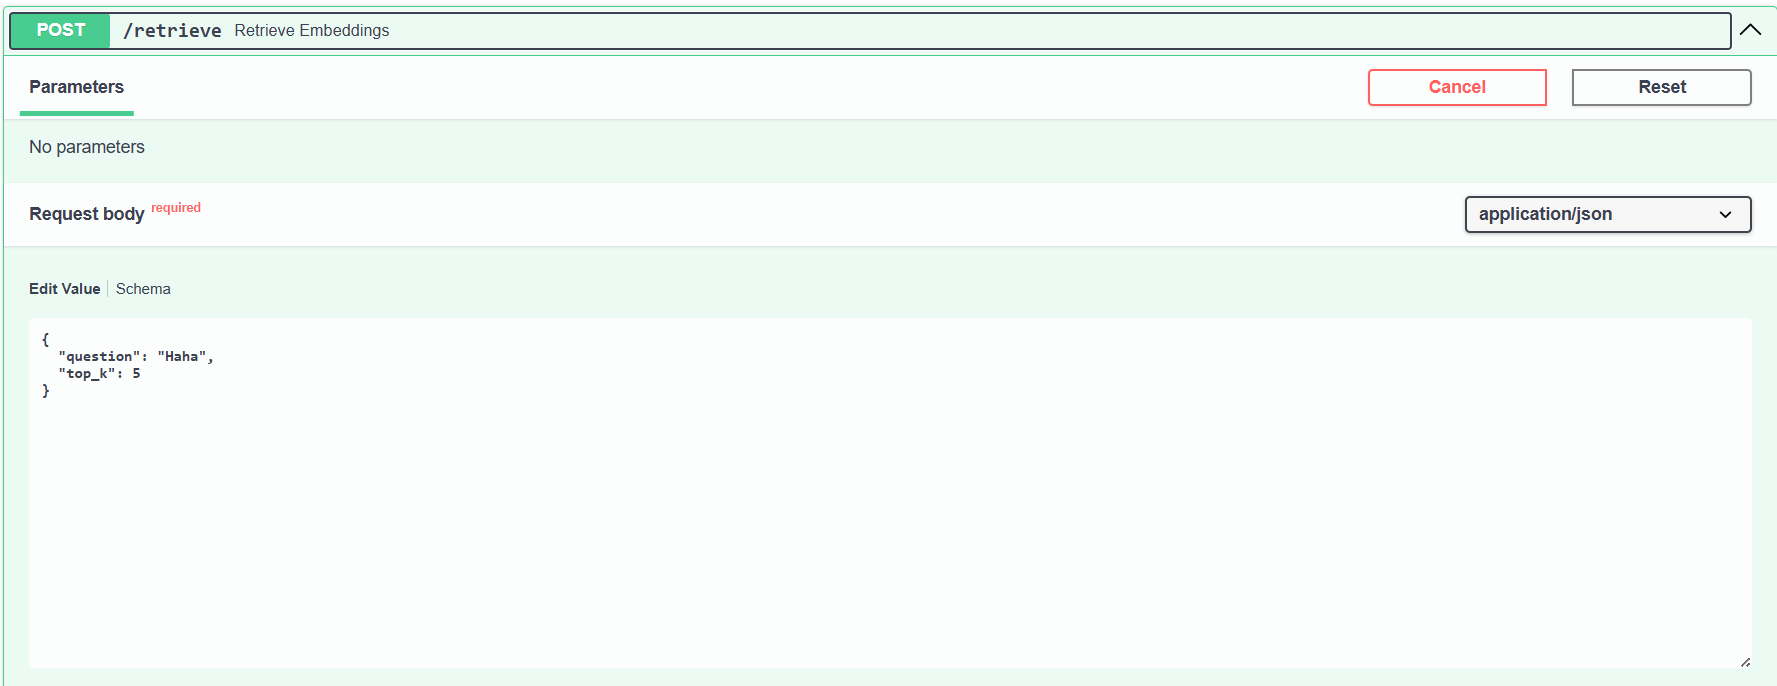 POST /retrieve Retrieve Embeddings
Parameters
Cancel
Reset
No parameters
Request body required
application/json
Edit Value | Schema
{
  "question": "Haha",
  "top_k": 5
}